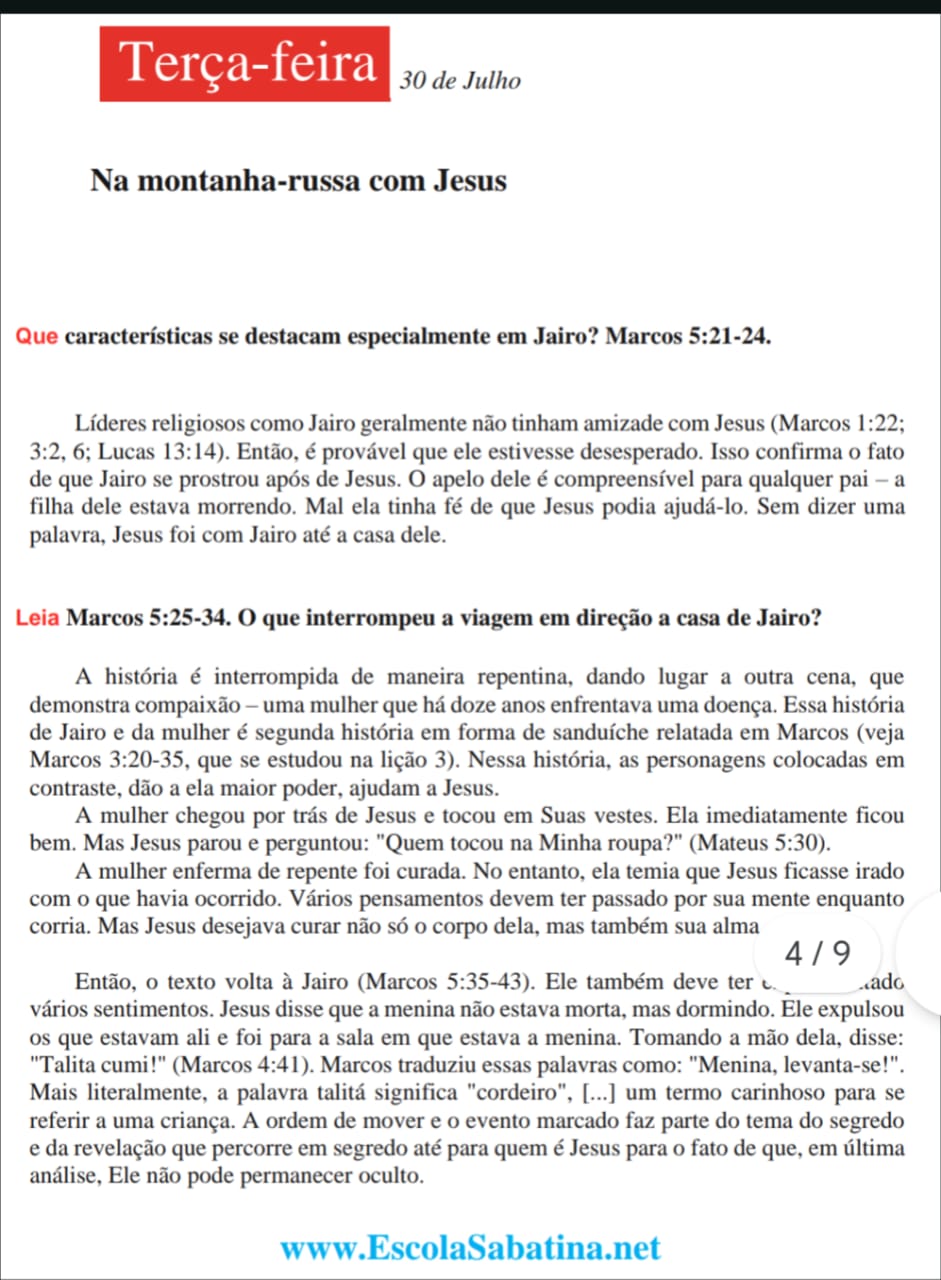 Terça-feira 30 de Julho
Na montanha-russa com Jesus
Que características se destacam especialmente em Jairo? Marcos 5:21-24.
Líderes religiosos como Jairo geralmente não tinham amizade com Jesus (Marcos 1:22;
3:2, 6; Lucas 13:14). Então, é provável que ele estivesse desesperado. Isso confirma o fato
de que Jairo se prostrou após de Jesus. O apelo dele é compreensível para qualquer pai – a
filha dele estava morrendo. Mal ela tinha fé de que Jesus podia ajudá-lo. Sem dizer uma
palavra, Jesus foi com Jairo até a casa dele.
Leia Marcos 5:25-34. O que interrompeu a viagem em direção a casa de Jairo?
A história é interrompida de maneira repentina, dando lugar a outra cena, que
demonstra compaixão – uma mulher que há doze anos enfrentava uma doença. Essa história
de Jairo e da mulher é segunda história em forma de sanduíche relatada em Marcos (veja
Marcos 3:20-35, que se estudou na lição 3). Nessa história, as personagens colocadas em
contraste, dão a ela maior poder, ajudam a Jesus.
A mulher chegou por trás de Jesus e tocou em Suas vestes. Ela imediatamente ficou
bem. Mas Jesus parou e perguntou: "Quem tocou na Minha roupa?" (Mateus 5:30).
A mulher enferma de repente foi curada. No entanto, ela temia que Jesus ficasse irado
com o que havia ocorrido. Vários pensamentos devem ter passado por sua mente enquanto
corria. Mas Jesus desejava curar não só o corpo dela, mas também sua alma
4 / 9
Então, o texto volta à Jairo (Marcos 5:35-43). Ele também deve ter
vários sentimentos. Jesus disse que a menina não estava morta, mas dormindo. Ele expulsou
os que estavam ali e foi para a sala em que estava a menina. Tomando a mão dela, disse:
"Talita cumi!" (Marcos 4:41). Marcos traduziu essas palavras como: "Menina, levanta-se!".
Mais literalmente, a palavra talitá significa "cordeiro", [...] um termo carinhoso para se
referir a uma criança. A ordem de mover e o evento marcado faz parte do tema do segredo
e da revelação que percorre em segredo até para quem é Jesus para o fato de que, em última
análise, Ele não pode permanecer oculto.
www.EscolaSabatina.net